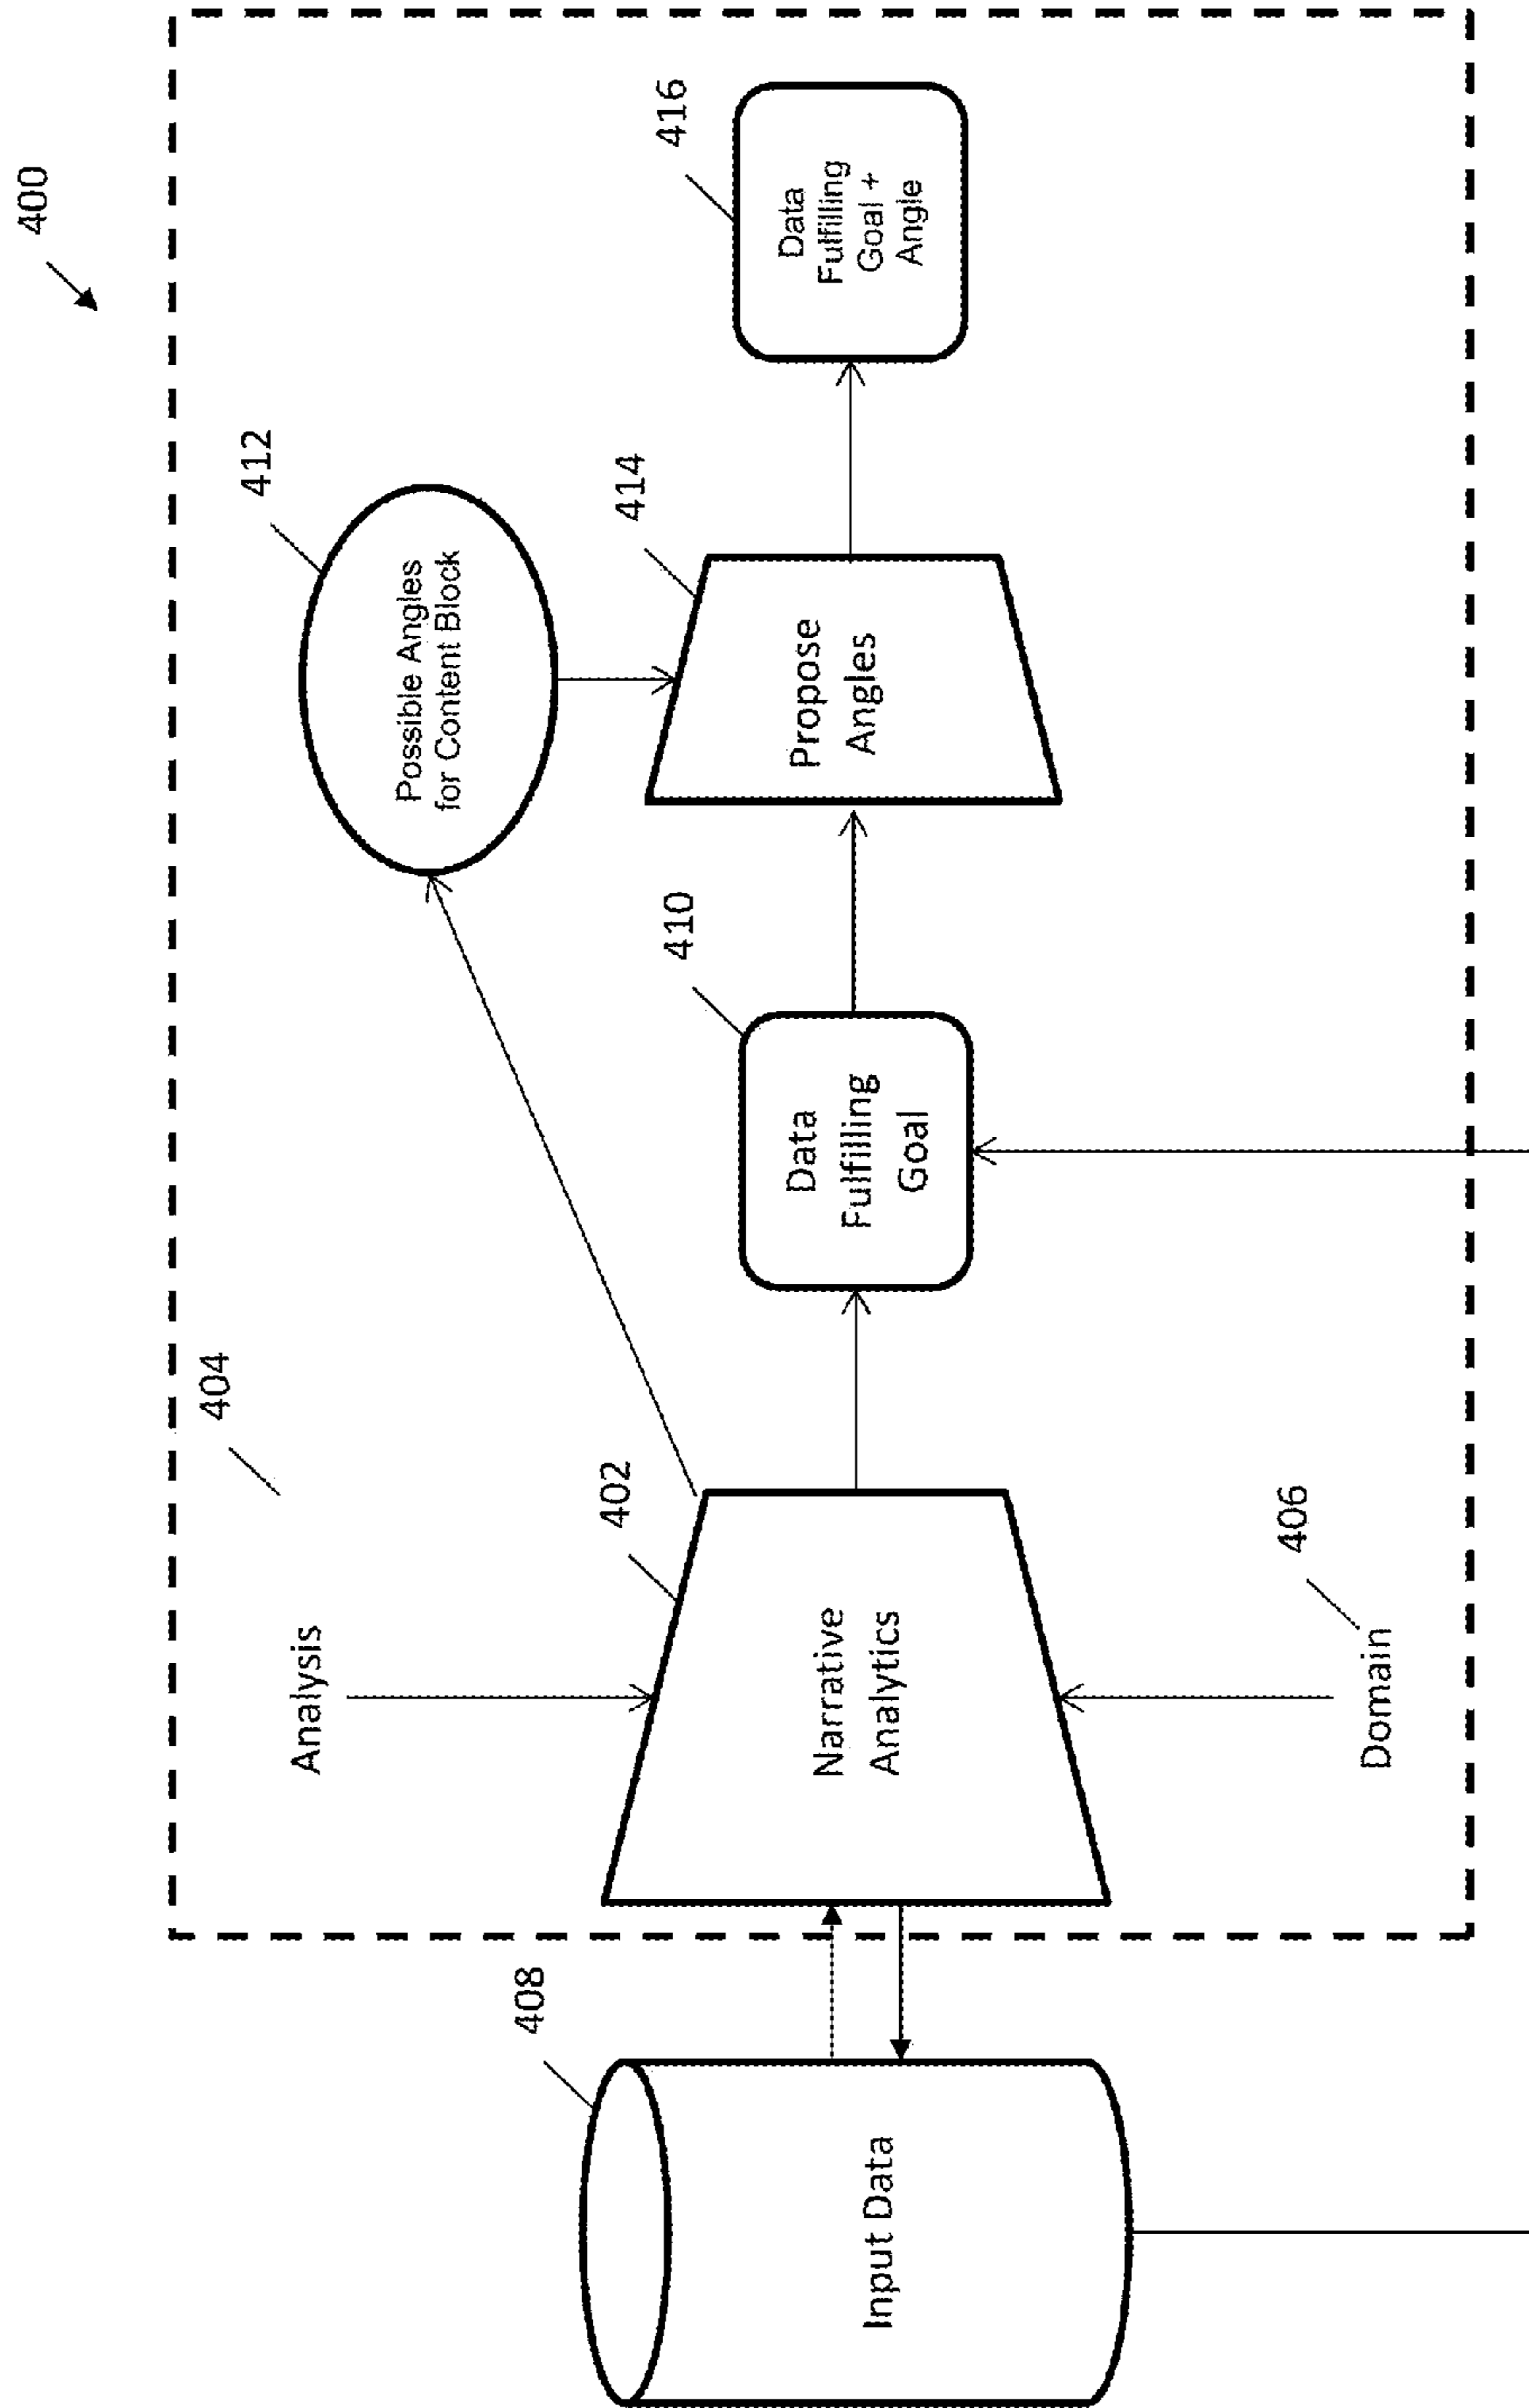 400
404
Analysis
412
Possible Angles
for Content Block
408
402
410
414
416
Input Data
Narrative
Analytics
Data
Fulfilling
Goal
Propose
Angles
Data
Fulfilling
Goal +
Angle
406
Domain